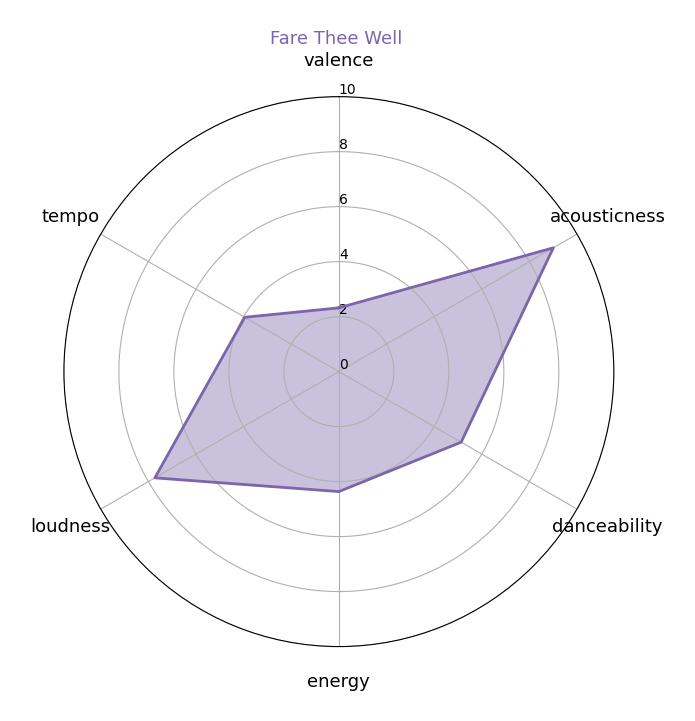 Fare Thee Well
valence
10
8
6
4
2
0
tempo
acousticness
loudness
danceability
energy